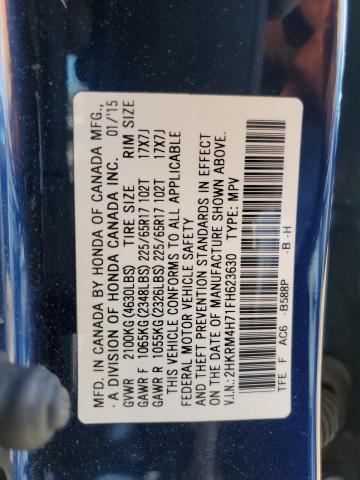 MFD. IN CANADA BY HONDA OF CANADA MFG.,
- A DIVISION OF HONDA CANADA INC. 01/15
GVWR 2100KG(4630LBS) TIRE SIZE RIM SIZE
GAWR F 1065KG(2348LBS) 225/65R17 102T 17X7J
GAWR R 1055KG(2326LBS) 225/65R17 102T 17X7J
THIS VEHICLE CONFORMS TO ALL APPLICABLE
FEDERAL MOTOR VEHICLE SAFETY
AND THEFT PREVENTION STANDARDS IN EFFECT
ON THE DATE OF MANUFACTURE SHOWN ABOVE.
V.I.N.: 2HKRM4H71FH623630 TYPE: MPV
TFE F AC6 -B588P -B -H